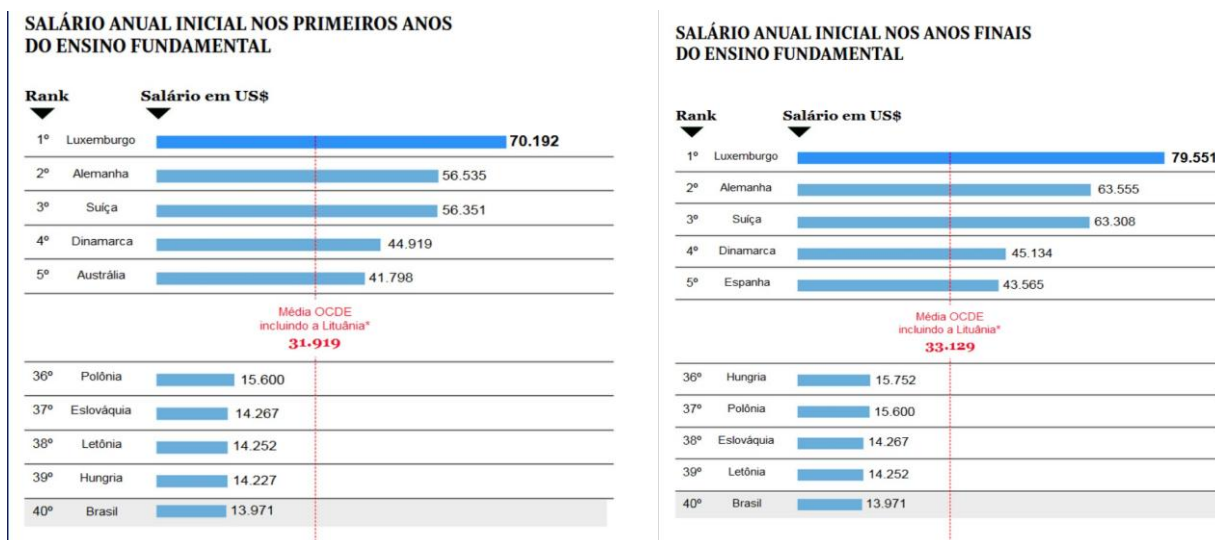 SALÁRIO ANUAL INICIAL NOS PRIMEIROS ANOS
DO ENSINO FUNDAMENTAL
Rank Salário em US$
1º Luxemburgo 70.192
2º Alemanha 56.535
3º Suíça 56.351
4º Dinamarca 44.919
5º Austrália 41.798
Média OCDE
incluindo a Lituânia*
31.919
36º Polônia 15.600
37º Eslováquia 14.267
38º Letônia 14.252
39º Hungria 14.227
40º Brasil 13.971
SALÁRIO ANUAL INICIAL NOS ANOS FINAIS
DO ENSINO FUNDAMENTAL
Rank Salário em US$
1º Luxemburgo 79.551
2º Alemanha 63.555
3º Suíça 63.308
4º Dinamarca 45.134
5º Espanha 43.565
Média OCDE
incluindo a Lituânia*
33.129
36º Hungria 15.752
37º Polônia 15.600
38º Eslováquia 14.267
39º Letônia 14.252
40º Brasil 13.971